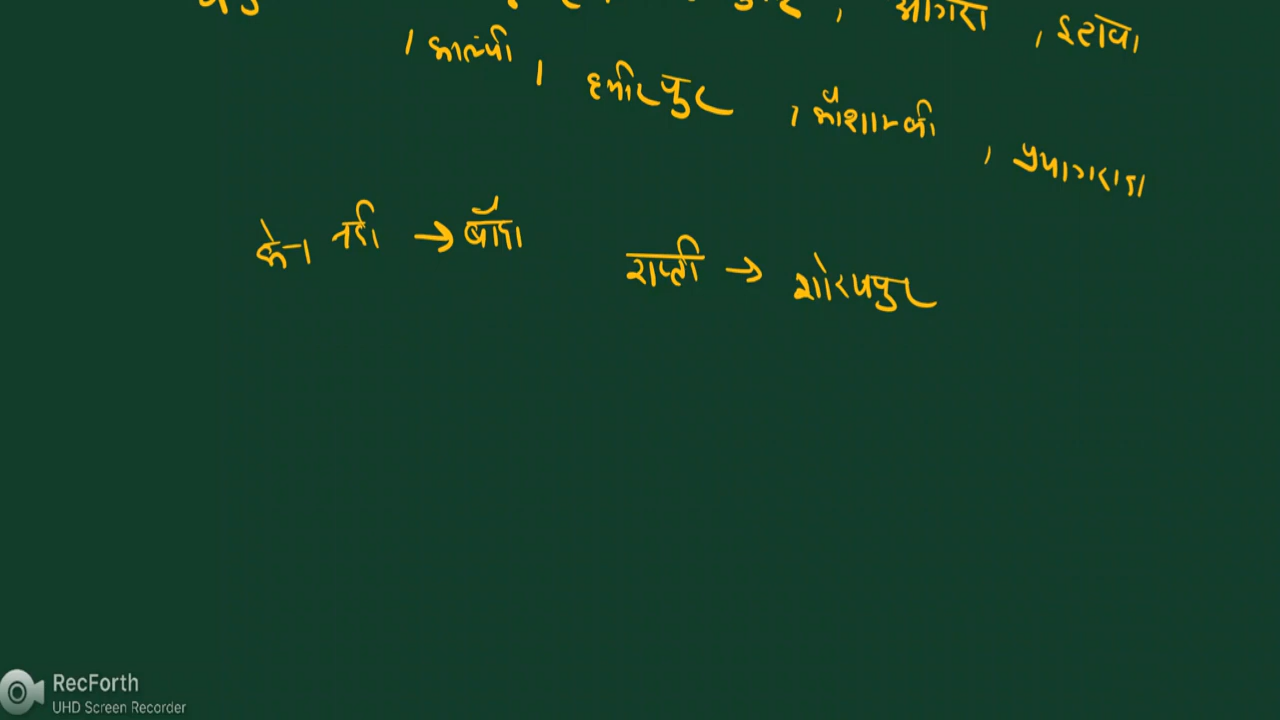 , आगरा , इटावा
, काल्पी , हमीरपुर , कौशाम्बी , प्रयागराज
केन नदी → बाँदा राप्ती → गोरखपुर
RecForth
UHD Screen Recorder